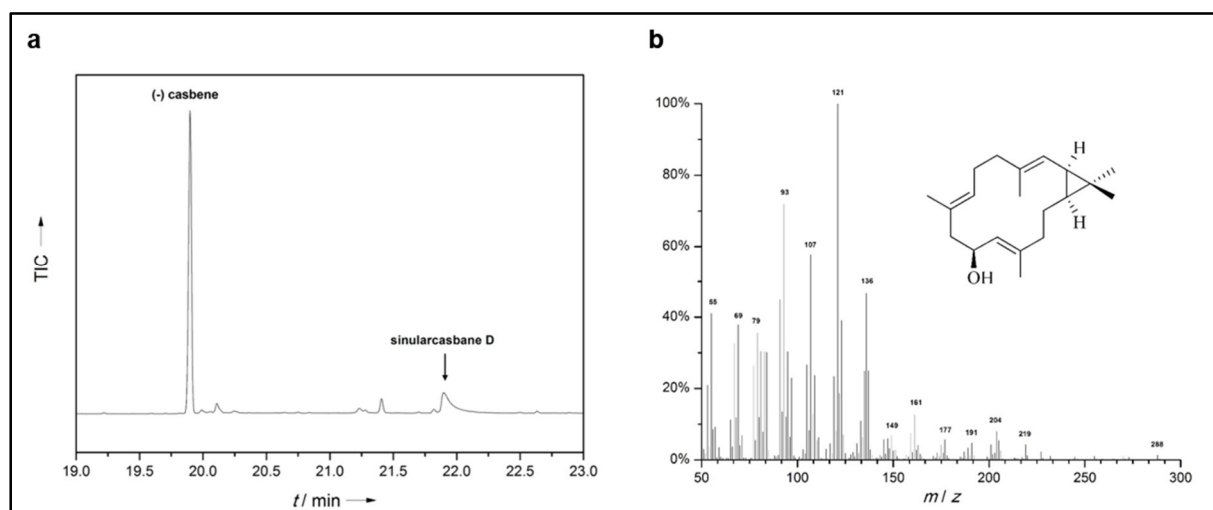 a
(-) casbene
sinularcasbane D
TIC
19.0 19.5 20.0 20.5 21.0 21.5 22.0 22.5 23.0
t / min
b
100%
80%
60%
40%
20%
0%
121
93
107
136
55
69
79
149
161
177
191
204
219
288
H
H
OH
50 100 150 200 250 300
m / z